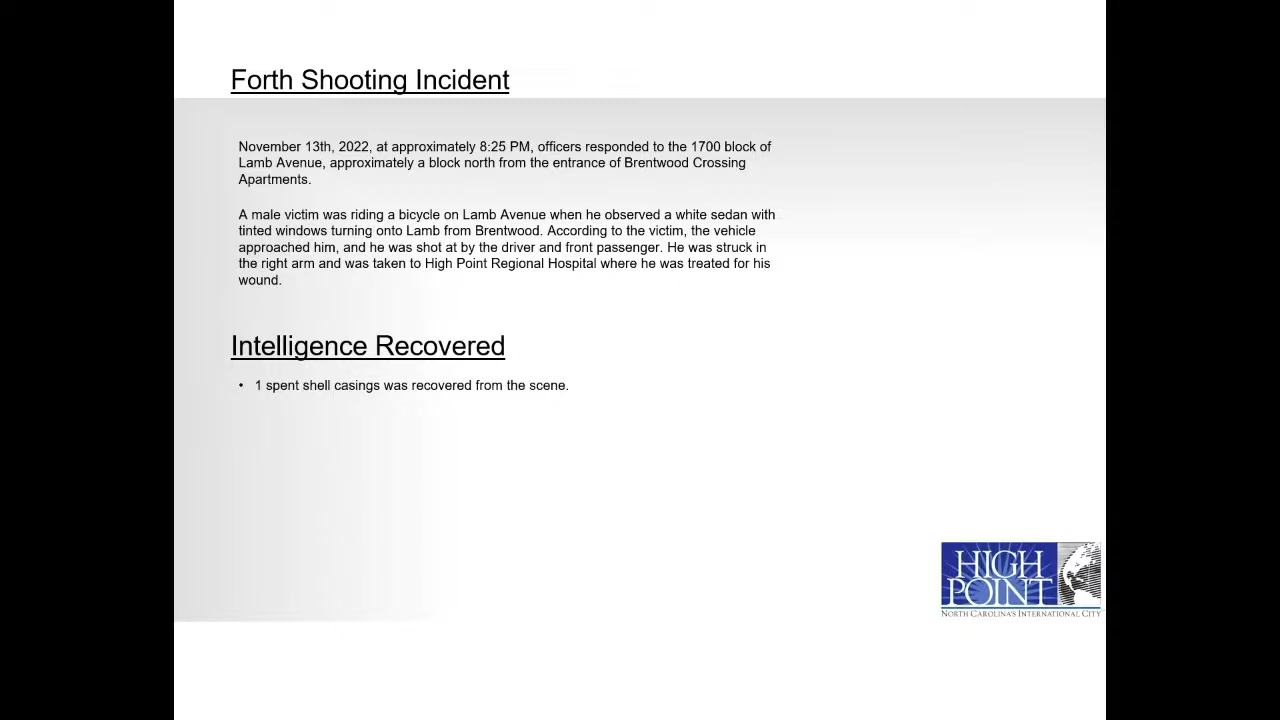 Forth Shooting Incident
November 13th, 2022, at approximately 8:25 PM, officers responded to the 1700 block of
Lamb Avenue, approximately a block north from the entrance of Brentwood Crossing
Apartments.
A male victim was riding a bicycle on Lamb Avenue when he observed a white sedan with
tinted windows turning onto Lamb from Brentwood. According to the victim, the vehicle
approached him, and he was shot at by the driver and front passenger. He was struck in
the right arm and was taken to High Point Regional Hospital where he was treated for his
wound.
Intelligence Recovered
• 1 spent shell casings was recovered from the scene.
HIGH
POINT
NORTH CAROLINA'S INTERNATIONAL CITY